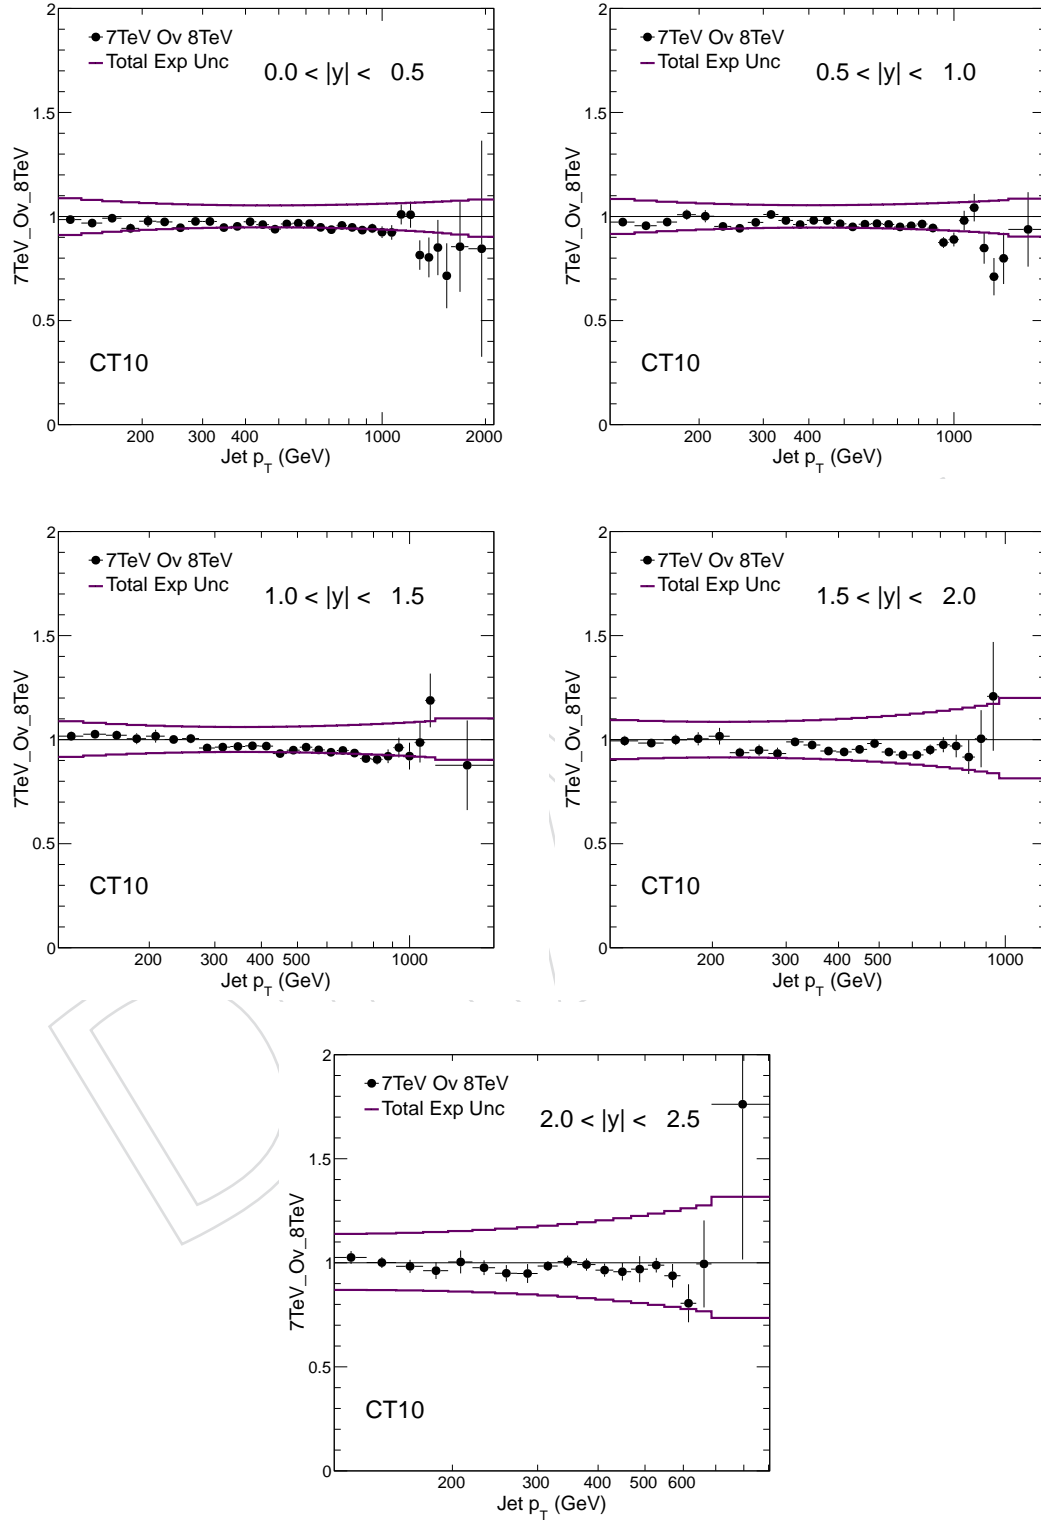 2
7TeV Ov 8TeV
Total Exp Unc
0.0 < |y| < 0.5
1.5
7TeV_Ov_8TeV
1
0.5
CT10
0
200 300 400 1000 2000
Jet p_T (GeV)
2
7TeV Ov 8TeV
Total Exp Unc
0.5 < |y| < 1.0
1.5
7TeV_Ov_8TeV
1
0.5
CT10
0
200 300 400 1000
Jet p_T (GeV)
2
7TeV Ov 8TeV
Total Exp Unc
1.0 < |y| < 1.5
1.5
7TeV_Ov_8TeV
1
0.5
CT10
0
200 300 400 500 1000
Jet p_T (GeV)
2
7TeV Ov 8TeV
Total Exp Unc
1.5 < |y| < 2.0
1.5
7TeV_Ov_8TeV
1
0.5
CT10
0
200 300 400 500 1000
Jet p_T (GeV)
2
7TeV Ov 8TeV
Total Exp Unc
2.0 < |y| < 2.5
1.5
7TeV_Ov_8TeV
1
0.5
CT10
0
200 300 400 500 600
Jet p_T (GeV)